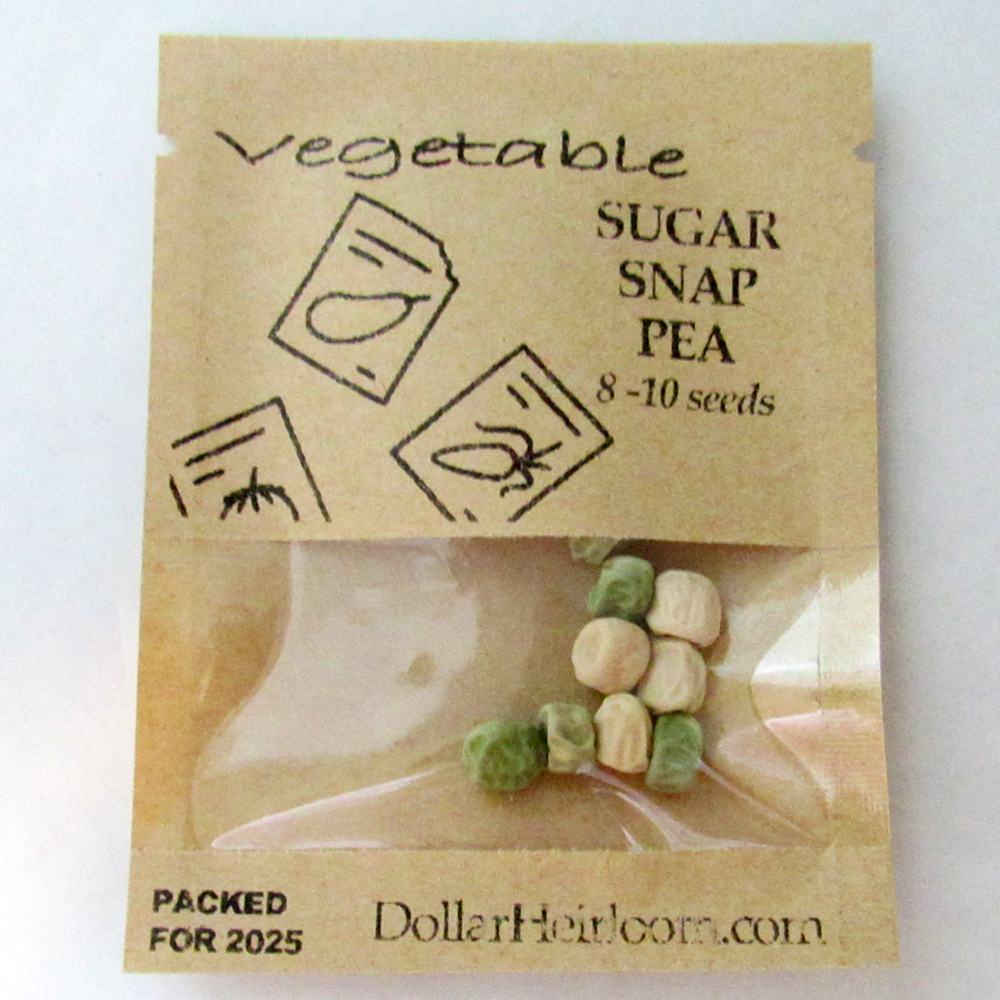 Vegetable
SUGAR
SNAP
PEA
8 -10 seeds
PACKED
FOR 2025
DollarHeirloom.com